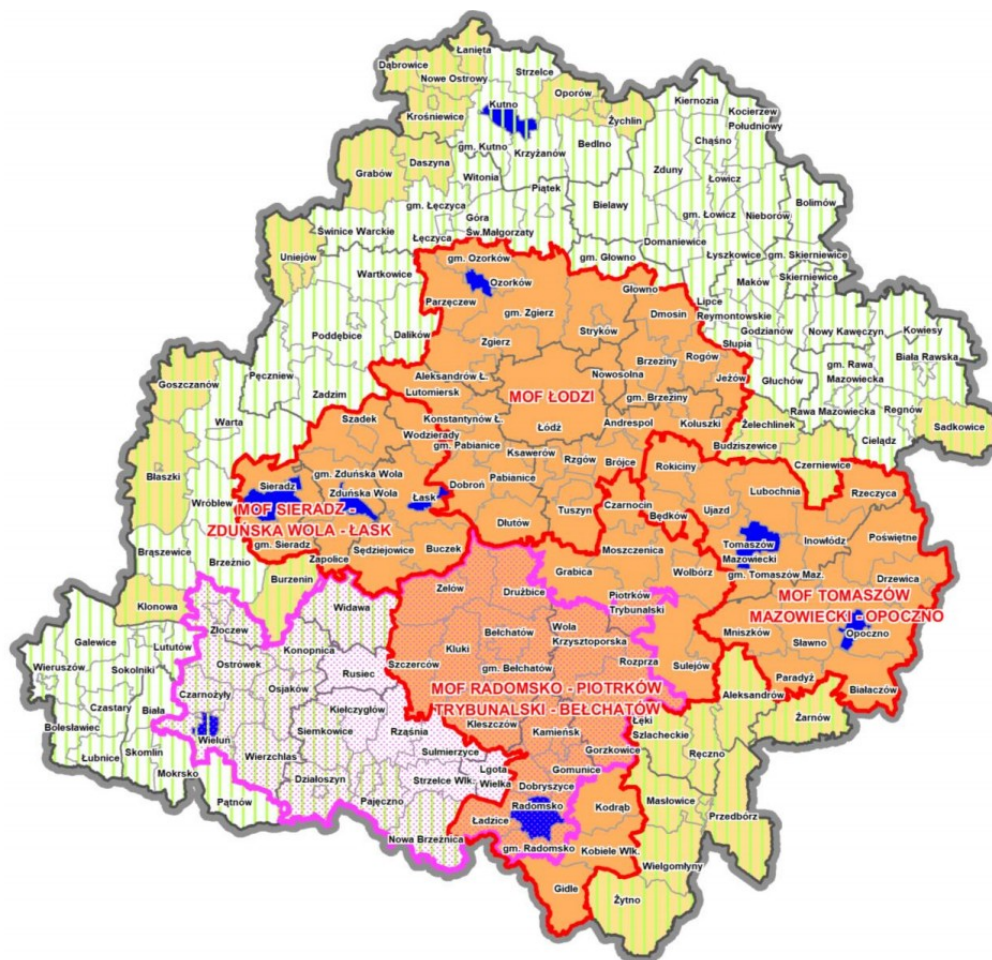 Łanięta
Dąbrowice
Nowe Ostrowy
Strzelce
Oporów
Kutno
Krośniewice
Żychlin
Kiernozia
Kocierzew
Południowy
Chąśno
Bedlno
gm. Kutno
Krzyżanów
Daszyna
Grabów
Witonia
Zduny
Łowicz
Piątek
gm. Łęczyca
Bielawy
Bolimów
gm. Łowicz
Nieborów
Góra
Św.Małgorzaty
Świnice Warckie
Łęczyca
Domaniewice
Uniejów
gm. Ozorków
gm. Głowno
Łyszkowice
gm. Skierniewice
Skierniewice
Wartkowice
Ozorków
Maków
Głowno
Parzęczew
Lipce
Reymontowskie
gm. Zgierz
Dmosin
Nowy Kawęczyn
Kowiesy
Godzianów
Poddębice
Dalików
Stryków
Zgierz
Słupia
Biała Rawska
Rogów
Brzeziny
gm. Rawa
Mazowiecka
Pęczniew
Goszczanów
Aleksandrów Ł.
Nowosolna
Jeżów
Głuchów
Zadzim
Lutomiersk
MOF ŁODZI
gm. Brzeziny
Regnów
Rawa Mazowiecka
Szadek
Konstantynów Ł.
Łódź
Andrespol
Koluszki
Żelechlinek
Sadkowice
Warta
Wodzierady
gm. Pabianice
Budziszewice
Cielądz
Ksawerów
Rzgów
Brójce
Rokiciny
Czerniewice
Błaszki
gm. Zduńska Wola
Sieradz
Zduńska Wola
Łask
Dobroń
Pabianice
Lubochnia
Rzeczyca
Wróblew
MOF SIERADZ -
ZDUŃSKA WOLA - ŁASK
Tuszyn
Czarnocin
Będków
Ujazd
Inowłódz
Poświętne
Dłutów
gm. Sieradz
Sędziejowice
Buczek
Zapolice
Moszczenica
Tomaszów
Mazowiecki
Brąszewice
Brzeźnio
Wolbórz
gm. Tomaszów Maz.
Drzewica
Burzenin
Grabica
Zelów
Drużbice
MOF TOMASZÓW
MAZOWIECKI - OPOCZNO
Klonowa
Widawa
Piotrków
Trybunalski
Złoczew
Wola
Krzysztoporska
Bełchatów
Mniszków
Sławno
Opoczno
Galewice
Lututów
Konopnica
Kluki
Ostrówek
Szczerców
gm. Bełchatów
Rozprza
Sulejów
Wieruszów
Sokolniki
Rusiec
Paradyż
Białaczów
Czarnożyły
Osjaków
MOF RADOMSKO - PIOTRKÓW
TRYBUNALSKI - BEŁCHATÓW
Aleksandrów
Czastary
Biała
Kiełczygłów
Żarnów
Bolesławiec
Kleszczów
Kamieńsk
Łęki
Szlacheckie
Siemkowice
Rząśnia
Wieluń
Sulmierzyce
Gorzkowice
Ręczno
Łubnice
Skomlin
Wierzchlas
Lgota
Wielka
Gomunice
Mokrsko
Działoszyn
Strzelce Wlk.
Dobryszyce
Masłowice
Przedbórz
Pątnów
Pajęczno
Radomsko
Kodrąb
Ładzice
Nowa Brzeźnica
gm. Radomsko
Kobiele Wlk.
Wielgomłyny
Gidle
Żytno